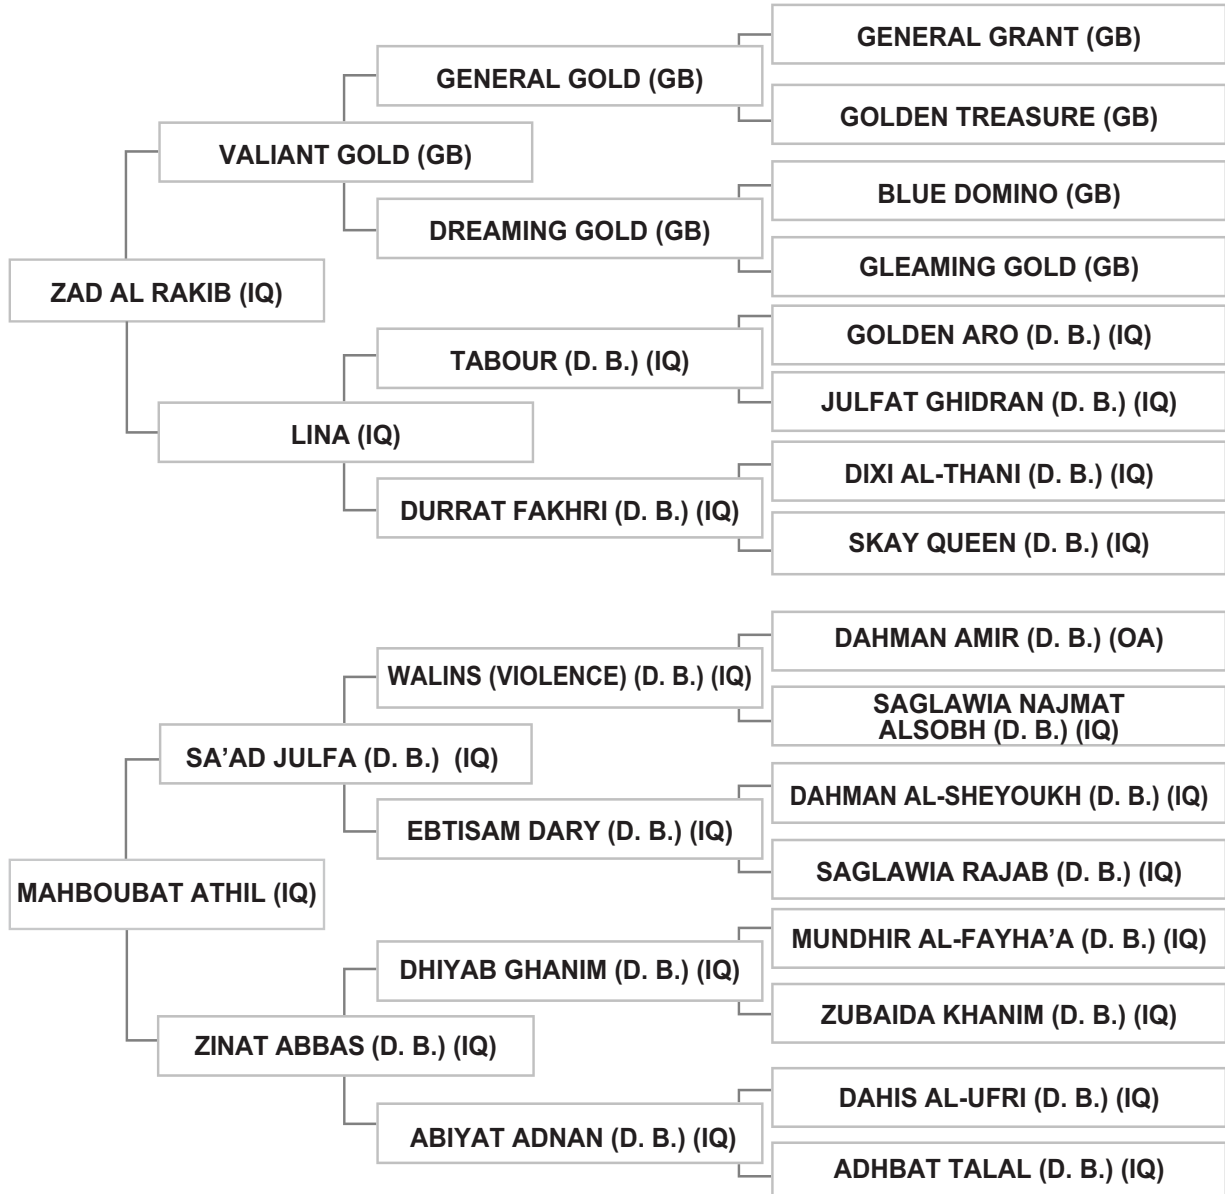 GENERAL GRANT (GB)
GENERAL GOLD (GB)
GOLDEN TREASURE (GB)
VALIANT GOLD (GB)
BLUE DOMINO (GB)
DREAMING GOLD (GB)
GLEAMING GOLD (GB)
ZAD AL RAKIB (IQ)
GOLDEN ARO (D. B.) (IQ)
TABOUR (D. B.) (IQ)
JULFAT GHIDRAN (D. B.) (IQ)
LINA (IQ)
DIXI AL-THANI (D. B.) (IQ)
DURRAT FAKHRI (D. B.) (IQ)
SKAY QUEEN (D. B.) (IQ)
DAHMAN AMIR (D. B.) (OA)
WALINS (VIOLENCE) (D. B.) (IQ)
SAGLAWIA NAJMAT
ALSOBH (D. B.) (IQ)
SA’AD JULFA (D. B.) (IQ)
DAHMAN AL-SHEYOUKH (D. B.) (IQ)
EBTISAM DARY (D. B.) (IQ)
SAGLAWIA RAJAB (D. B.) (IQ)
MAHBOUBAT ATHIL (IQ)
MUNDHIR AL-FAYHA’A (D. B.) (IQ)
DHIYAB GHANIM (D. B.) (IQ)
ZUBAIDA KHANIM (D. B.) (IQ)
ZINAT ABBAS (D. B.) (IQ)
DAHIS AL-UFRI (D. B.) (IQ)
ABIYAT ADNAN (D. B.) (IQ)
ADHBAT TALAL (D. B.) (IQ)